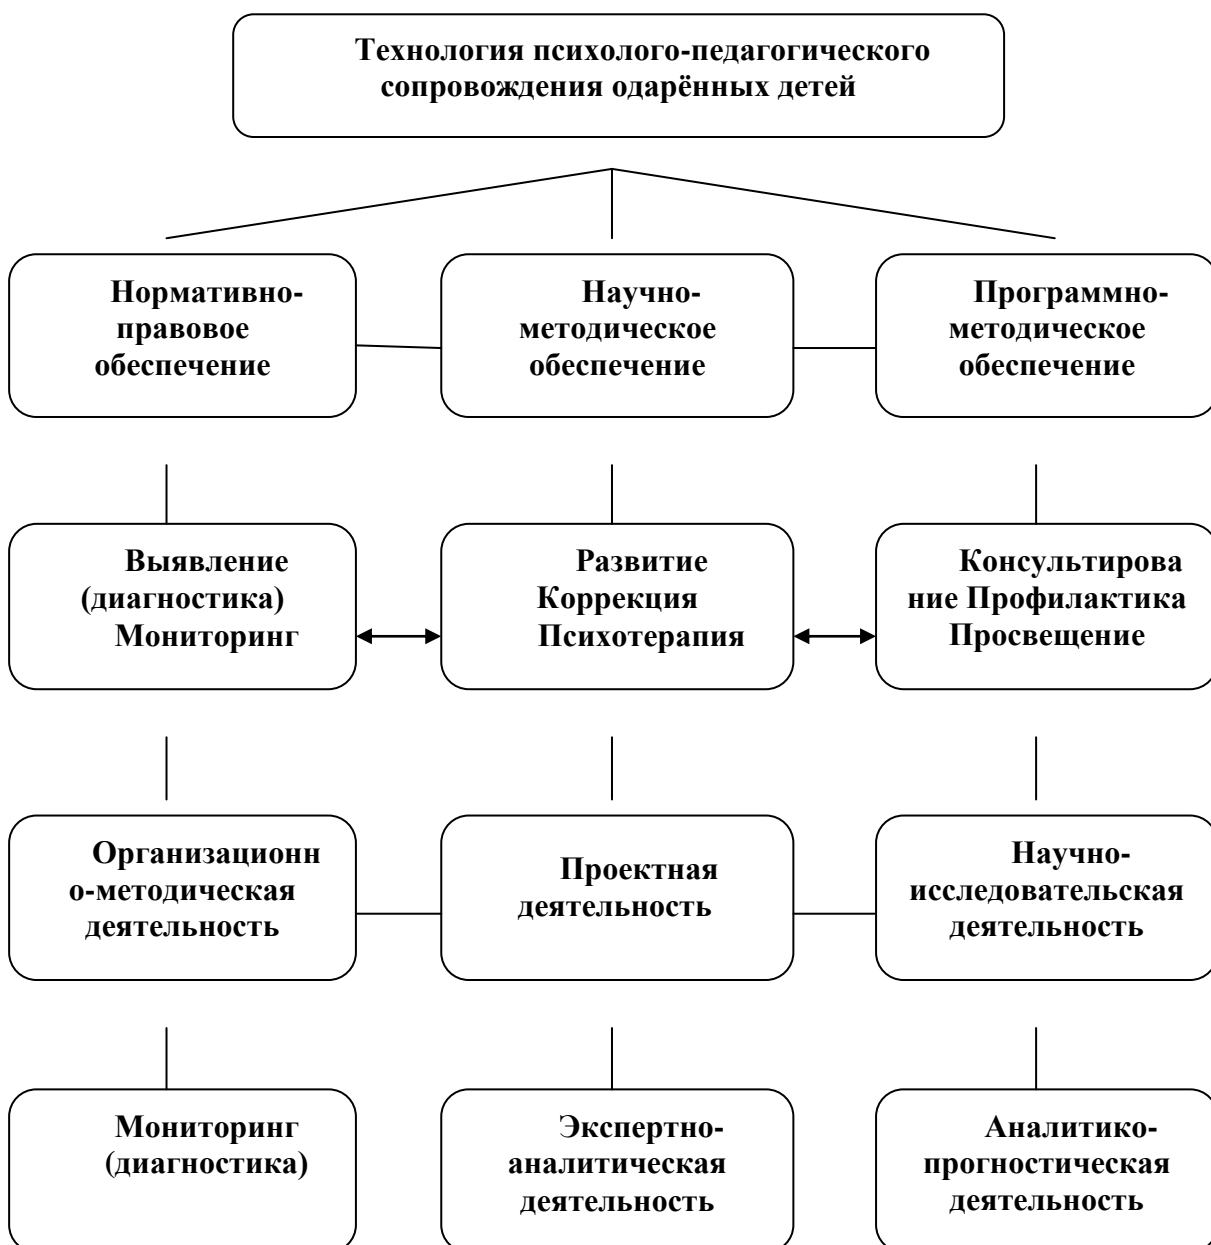 Технология психолого-педагогического
сопровождения одарённых детей
Нормативно-
правовое
обеспечение
Научно-
методическое
обеспечение
Программно-
методическое
обеспечение
Выявление
(диагностика)
Мониторинг
Развитие
Коррекция
Психотерапия
Консультирова
ние Профилактика
Просвещение
Организационн
о-методическая
деятельность
Проектная
деятельность
Научно-
исследовательская
деятельность
Мониторинг
(диагностика)
Экспертно-
аналитическая
деятельность
Аналитико-
прогностическая
деятельность